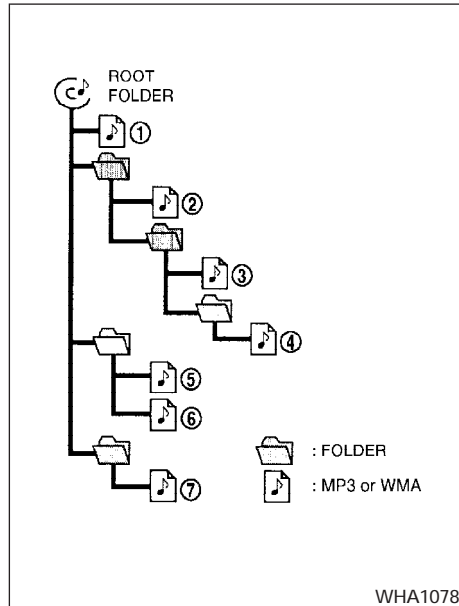 ROOT
FOLDER
①
②
③
④
⑤
⑥
: FOLDER
⑦
: MP3 or WMA
WHA1078